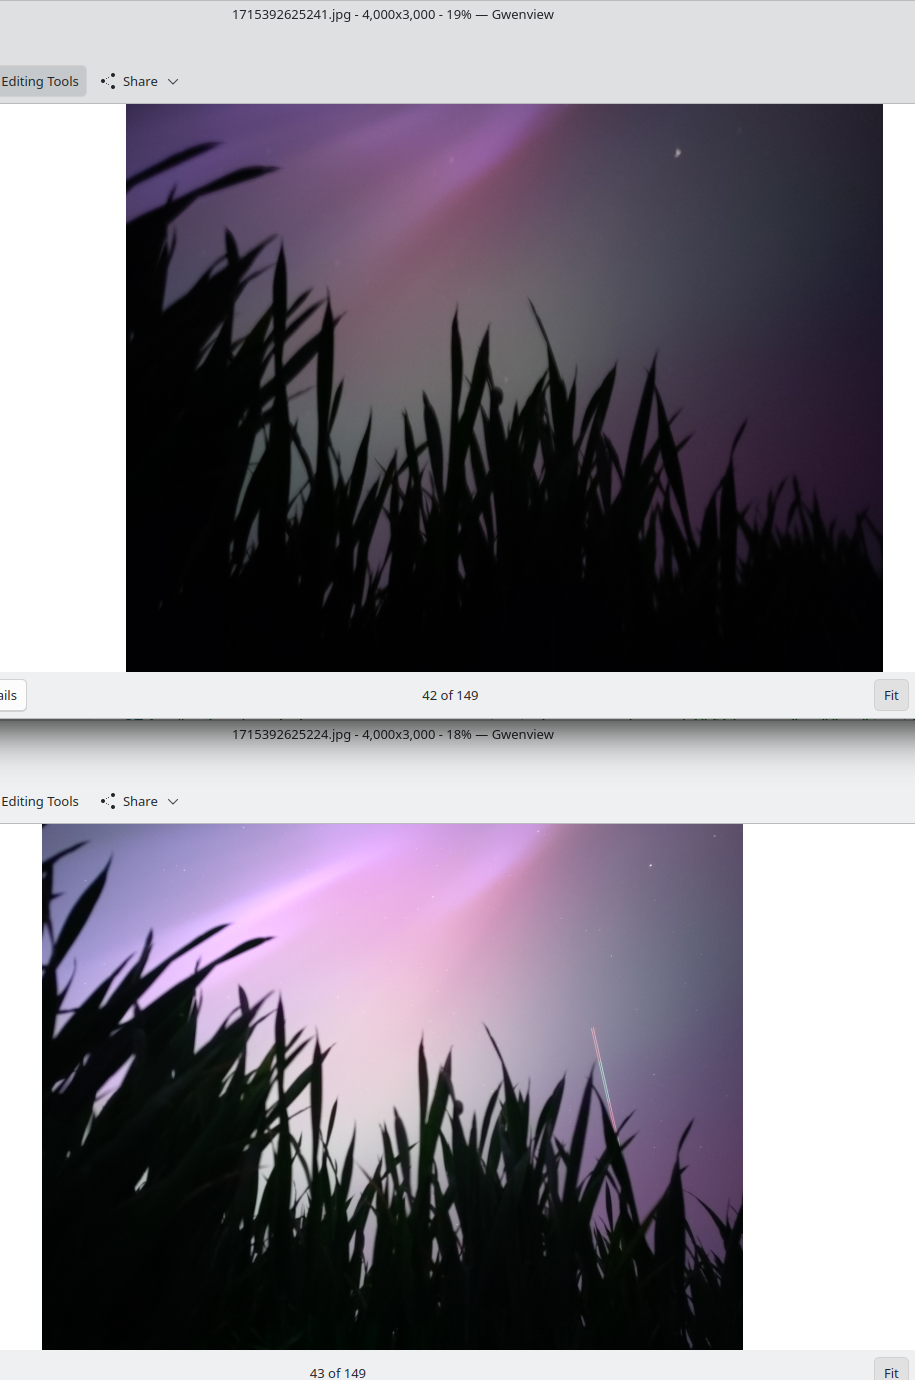 1715392625241.jpg - 4,000x3,000 - 19% — Gwenview
Editing Tools Share
ails 42 of 149 Fit
1715392625224.jpg - 4,000x3,000 - 18% — Gwenview
Editing Tools Share
43 of 149 Fit